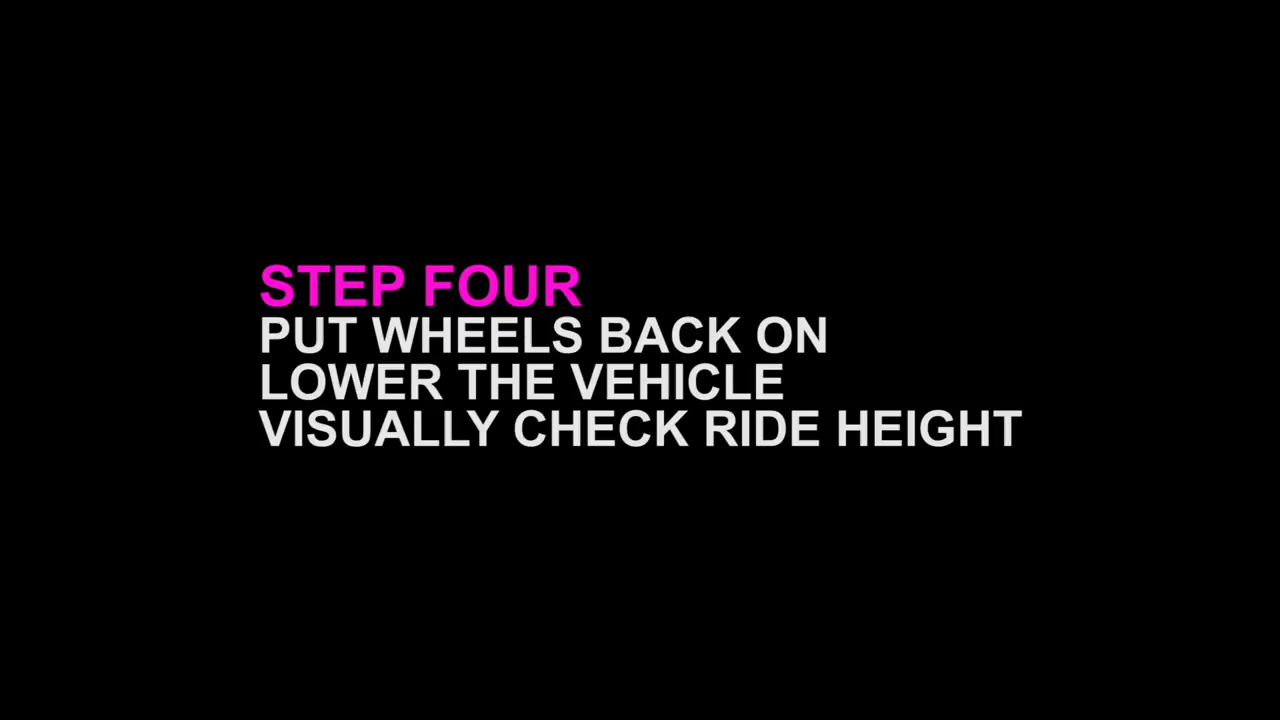 STEP FOUR
PUT WHEELS BACK ON
LOWER THE VEHICLE
VISUALLY CHECK RIDE HEIGHT